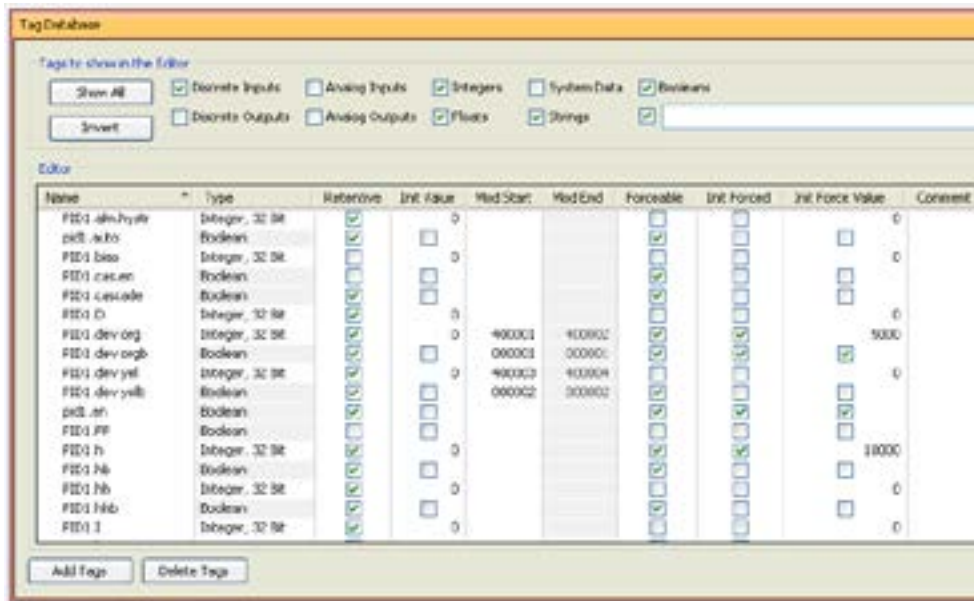 Tag Database
Tags to show in the Editor
Show All Discrete Inputs Analog Inputs Integers System Data Booleans
Invert Discrete Outputs Analog Outputs Floats Strings
Editor
Name Type Retentive Init Value Mod Start Mod End Forceable Init Forced Init Force Value Comment
PID1.alm.hystr Integer, 32 Bit 0 0
pid1.auto Boolean
PID1.bias Integer, 32 Bit 0 0
PID1.cas.en Boolean
PID1.cascade Boolean
PID1.D Integer, 32 Bit 0 0
PID1.dev.org Integer, 32 Bit 0 400001 400002 5000
PID1.dev.orgb Boolean 000001 000001
PID1.dev.yel Integer, 32 Bit 0 400003 400004 0
PID1.dev.yelb Boolean 000002 000002
pid1.en Boolean
PID1.FF Boolean
PID1.h Integer, 32 Bit 0 10000
PID1.hb Boolean
PID1.hh Integer, 32 Bit 0 0
PID1.hhb Boolean
PID1.I Integer, 32 Bit 0 0
Add Tags Delete Tags